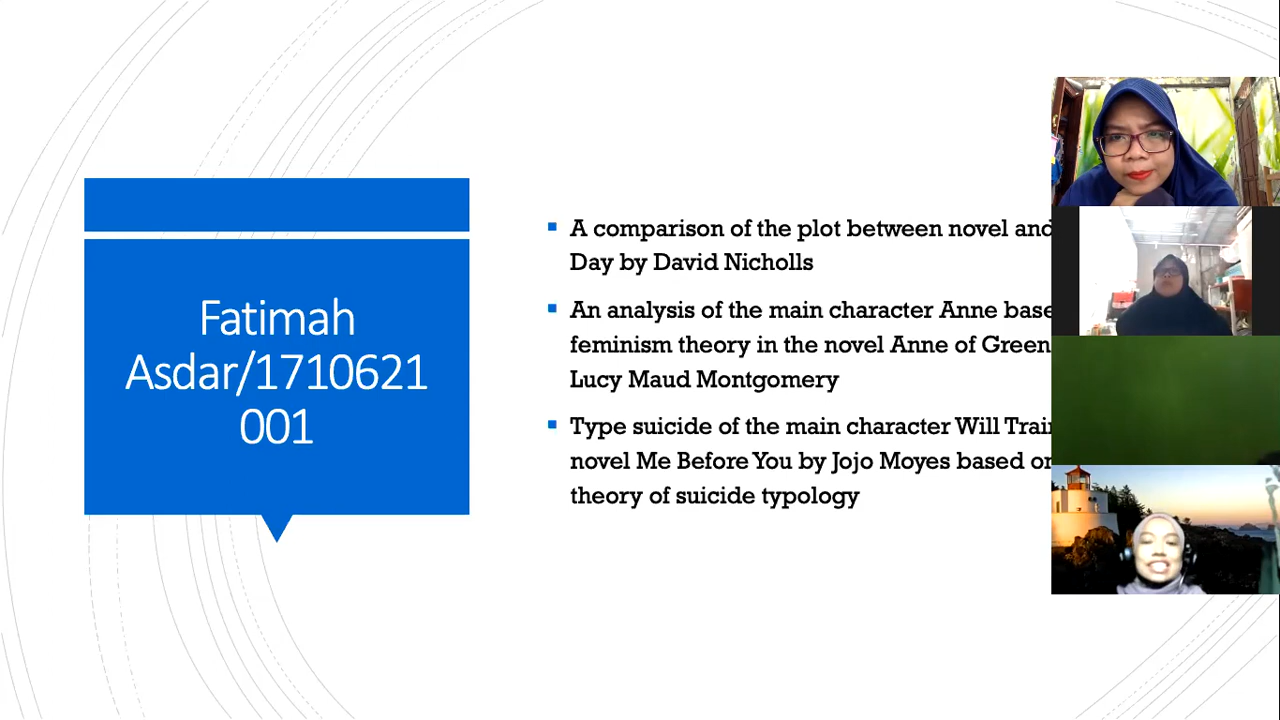 Fatimah
Asdar/1710621
001
A comparison of the plot between novel and
Day by David Nicholls
An analysis of the main character Anne
feminism theory in the novel Anne of Green
Lucy Maud Montgomery
Type suicide of the main character Will
novel Me Before You by Jojo Moyes based
theory of suicide typology